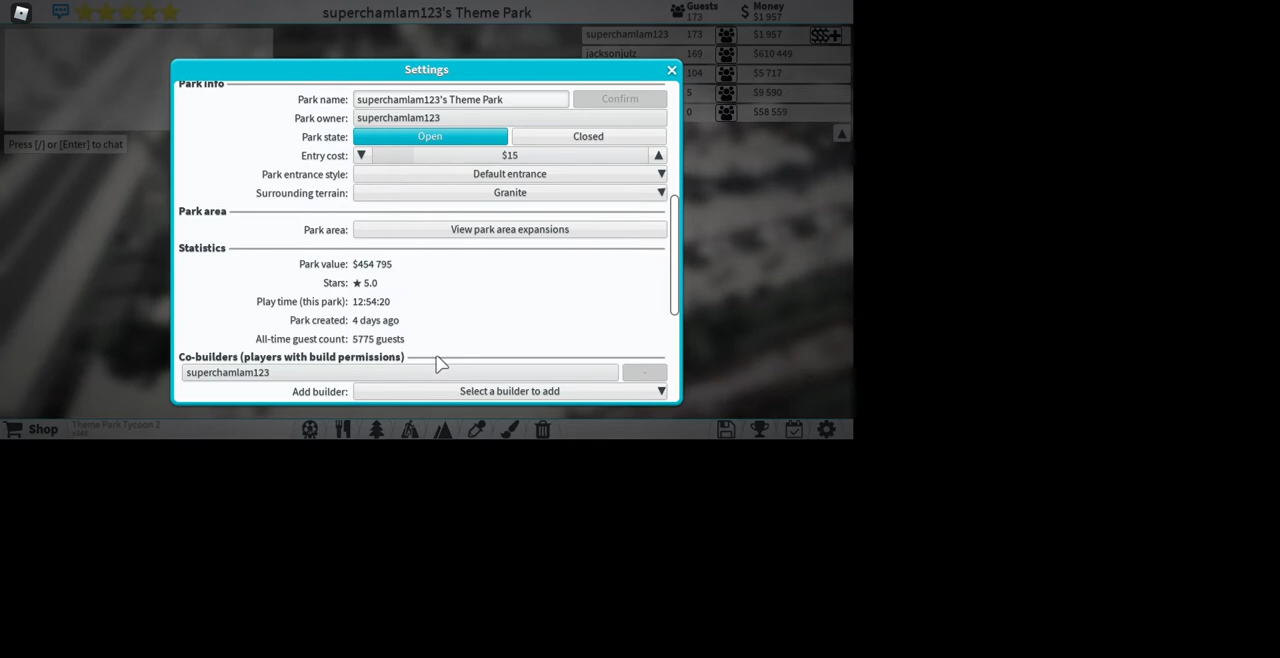 superchamlam123's Theme Park
Guests
173
Money
$1 957
superchamlam123 173 $1 957 $$$+
jacksonjulz 169 $610 449
104 $5 717
5 $9 590
0 $58 559
Press [/] or [Enter] to chat
Settings
Park info
Park name: superchamlam123's Theme Park Confirm
Park owner: superchamlam123
Park state: Open Closed
Entry cost: $15
Park entrance style: Default entrance
Surrounding terrain: Granite
Park area
Park area: View park area expansions
Statistics
Park value: $454 795
Stars: ★ 5.0
Play time (this park): 12:54:20
Park created: 4 days ago
All-time guest count: 5775 guests
Co-builders (players with build permissions)
superchamlam123 -
Add builder: Select a builder to add
Shop
Theme Park Tycoon 2